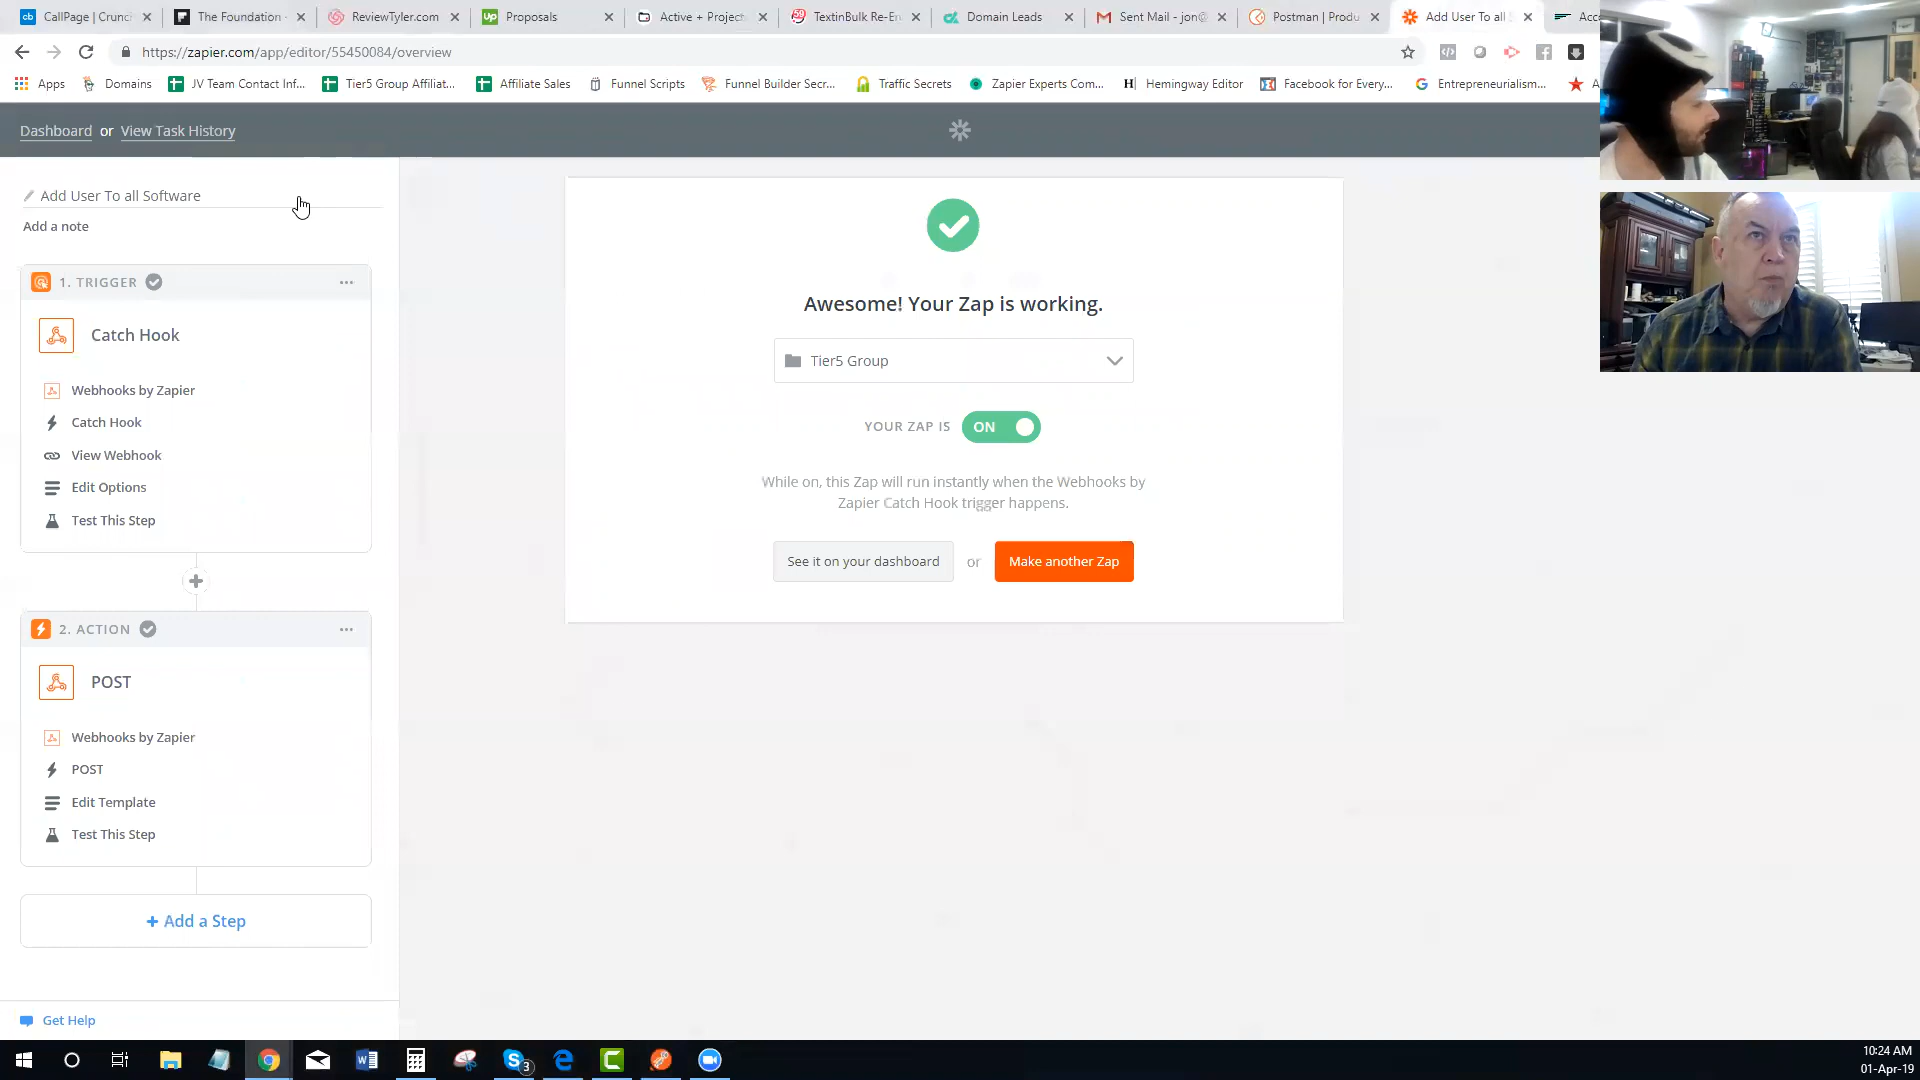 CallPage | Crunc
The Foundation
ReviewTyler.com
Up Proposals
Active + Project
TextinBulk Re-En
Domain Leads
Sent Mail - jon@
Postman | Produ
Add User To all
Acc
https://zapier.com/app/editor/55450084/overview
Apps
Domains
JV Team Contact Inf...
Tier5 Group Affiliat...
Affiliate Sales
Funnel Scripts
Funnel Builder Secr...
Traffic Secrets
Zapier Experts Com...
Hemingway Editor
Facebook for Every...
Entrepreneurialism...
Dashboard or View Task History
Add User To all Software
Add a note
1. TRIGGER
Catch Hook
Webhooks by Zapier
Catch Hook
View Webhook
Edit Options
Test This Step
2. ACTION
POST
Webhooks by Zapier
POST
Edit Template
Test This Step
+ Add a Step
Get Help
Awesome! Your Zap is working.
Tier5 Group
YOUR ZAP IS ON
While on, this Zap will run instantly when the Webhooks by
Zapier Catch Hook trigger happens.
See it on your dashboard or Make another Zap
10:24 AM
01-Apr-19